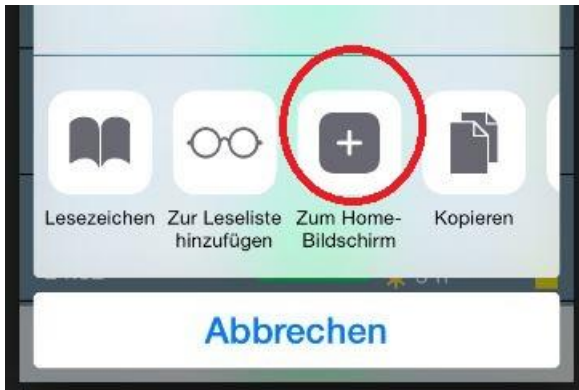 Lesezeichen
Zur Leseliste
hinzufügen
Zum Home-
Bildschirm
Kopieren
Abbrechen